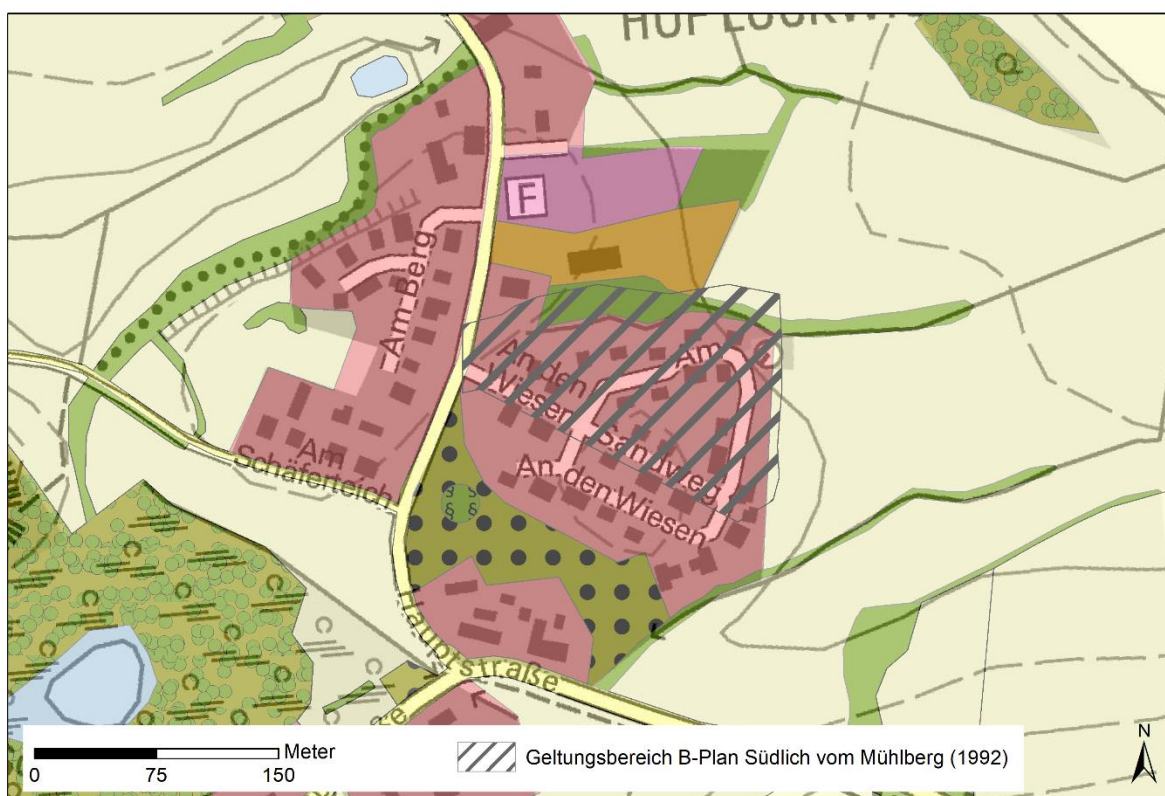 HOF LOCKWI
Q
F
Am Berg
An den
Wiesen
Am
Sandweg
An den Wiesen
Am
Schäferteich
§ §
§ §
C
C
C
C
C
C
C
C
C
Hauptstraße
Meter
0 75 150
Geltungsbereich B-Plan Südlich vom Mühlberg (1992)
N